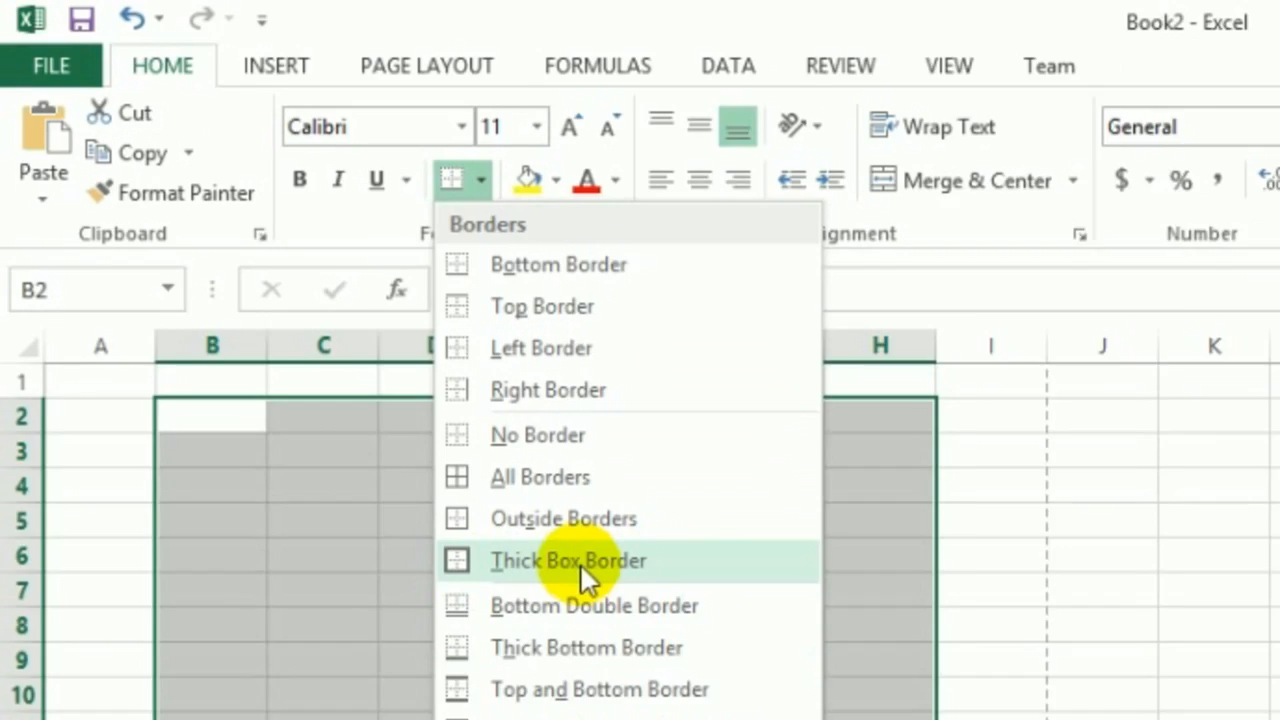 Book2 - Excel
FILE HOME INSERT PAGE LAYOUT FORMULAS DATA REVIEW VIEW Team
Cut
Copy
Format Painter
Paste
Clipboard
Calibri 11
B I U A
Wrap Text
Merge & Center
General
$ % ,
Number
B2
fx
Borders
Bottom Border
Top Border
Left Border
Right Border
No Border
All Borders
Outside Borders
Thick Box Border
Bottom Double Border
Thick Bottom Border
Top and Bottom Border
A B C H I J K
1
2
3
4
5
6
7
8
9
10